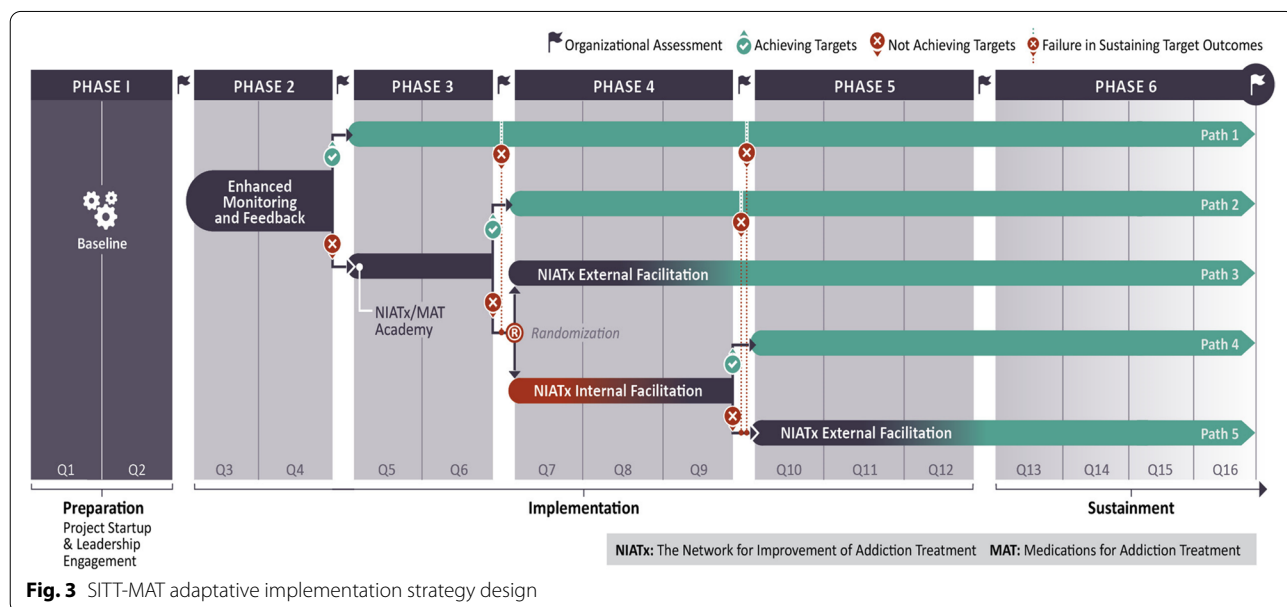 Organizational Assessment
Achieving Targets
Not Achieving Targets
Failure in Sustaining Target Outcomes
PHASE I
PHASE 2
PHASE 3
PHASE 4
PHASE 5
PHASE 6
Path 1
Enhanced
Monitoring
and Feedback
Baseline
Path 2
NIATx External Facilitation
Path 3
NIATx/MAT
Academy
R
Randomization
Path 4
NIATx Internal Facilitation
NIATx External Facilitation
Path 5
Q1
Q2
Q3
Q4
Q5
Q6
Q7
Q8
Q9
Q10
Q11
Q12
Q13
Q14
Q15
Q16
Preparation
Project Startup
& Leadership
Engagement
Implementation
Sustainment
NIATx: The Network for Improvement of Addiction Treatment MAT: Medications for Addiction Treatment
Fig. 3 SITT-MAT adaptative implementation strategy design